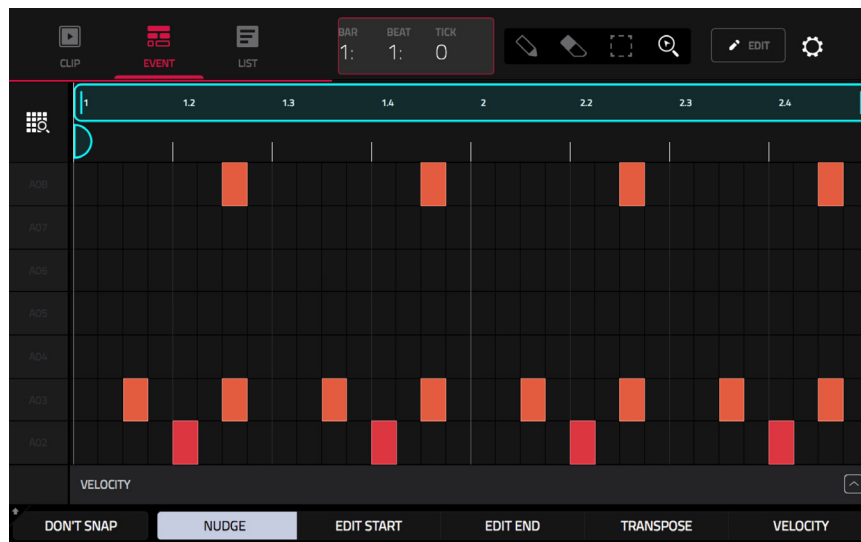 BAR BEAT TICK
1: 1: 0
EDIT
CLIP EVENT LIST
1 1.2 1.3 1.4 2 2.2 2.3 2.4
A08
A07
A06
A05
A04
A03
A02
VELOCITY
DON'T SNAP NUDGE EDIT START EDIT END TRANSPOSE VELOCITY